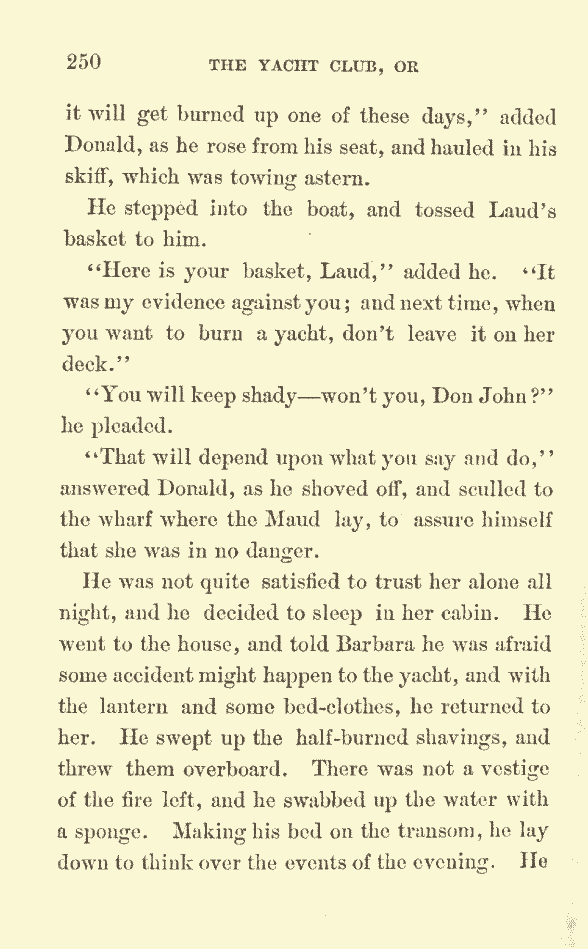 250 THE YACHT CLUB, OR
it will get burned up one of these days,” added
Donald, as he rose from his seat, and hauled in his
skiff, which was towing astern.
He stepped into the boat, and tossed Laud’s
basket to him.
“Here is your basket, Laud,” added he. “It
was my evidence against you; and next time, when
you want to burn a yacht, don’t leave it on her
deck.”
“You will keep shady—won’t you, Don John?”
he pleaded.
“That will depend upon what you say and do,”
answered Donald, as he shoved off, and sculled to
the wharf where the Maud lay, to assure himself
that she was in no danger.
He was not quite satisfied to trust her alone all
night, and he decided to sleep in her cabin. He
went to the house, and told Barbara he was afraid
some accident might happen to the yacht, and with
the lantern and some bed-clothes, he returned to
her. He swept up the half-burned shavings, and
threw them overboard. There was not a vestige
of the fire left, and he swabbed up the water with
a sponge. Making his bed on the transom, he lay
down to think over the events of the evening. He